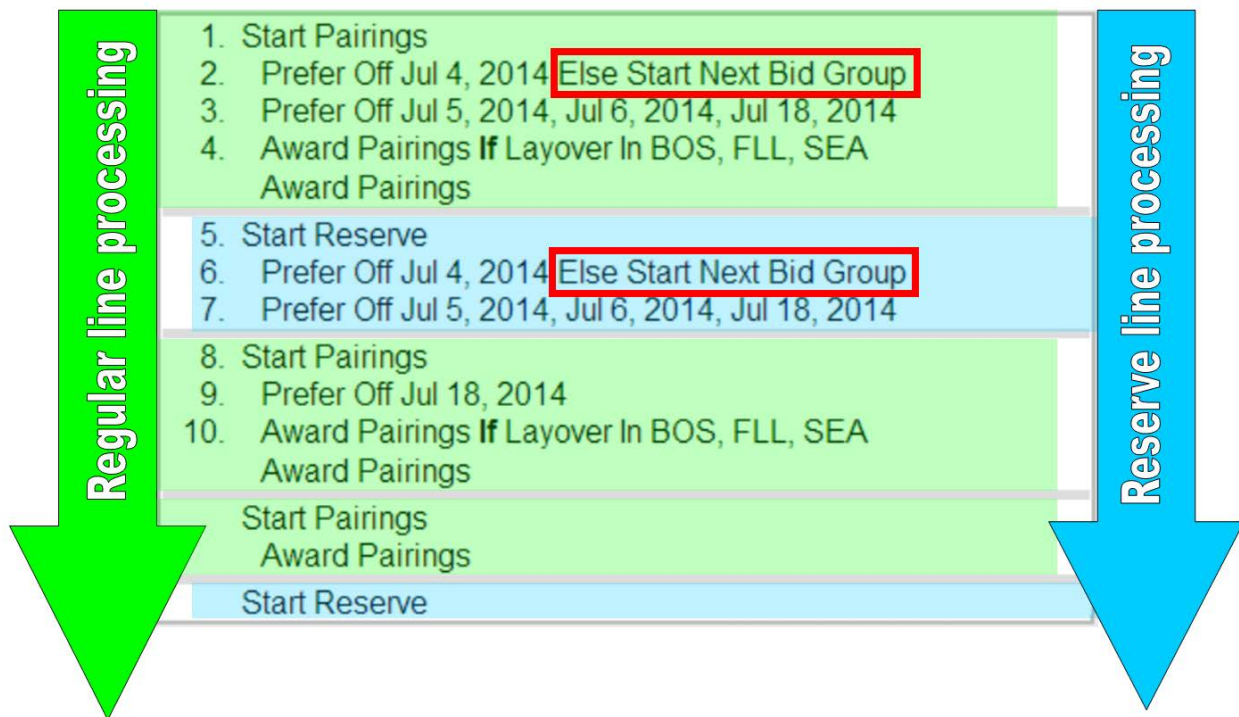 Regular line processing
1. Start Pairings
2. Prefer Off Jul 4, 2014 Else Start Next Bid Group
3. Prefer Off Jul 5, 2014, Jul 6, 2014, Jul 18, 2014
4. Award Pairings If Layover In BOS, FLL, SEA
Award Pairings
5. Start Reserve
6. Prefer Off Jul 4, 2014 Else Start Next Bid Group
7. Prefer Off Jul 5, 2014, Jul 6, 2014, Jul 18, 2014
8. Start Pairings
9. Prefer Off Jul 18, 2014
10. Award Pairings If Layover In BOS, FLL, SEA
Award Pairings
Start Pairings
Award Pairings
Start Reserve
Reserve line processing